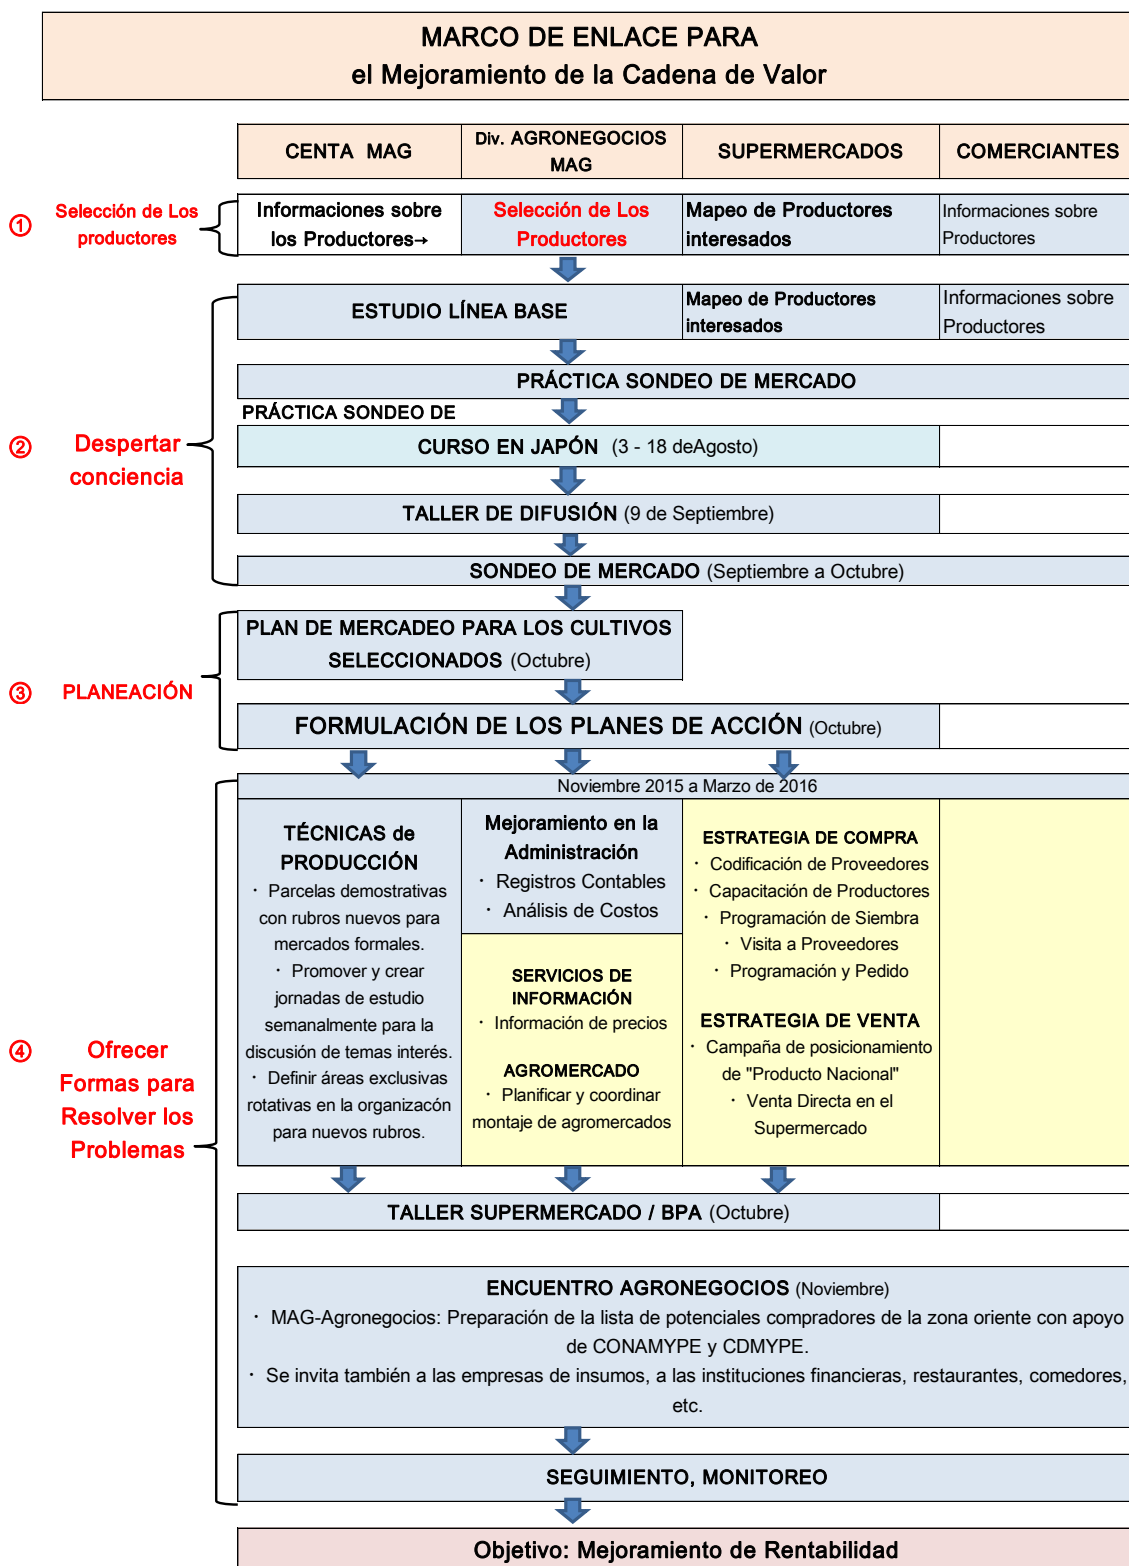 MARCO DE ENLACE PARA
el Mejoramiento de la Cadena de Valor
CENTA MAG
Div. AGRONEGOCIOS
MAG
SUPERMERCADOS
COMERCIANTES
①
Selección de Los
productores
Informaciones sobre
los Productores→
Selección de Los
Productores
Mapeo de Productores
interesados
Informaciones sobre
Productores
ESTUDIO LÍNEA BASE
Mapeo de Productores
interesados
Informaciones sobre
Productores
PRÁCTICA SONDEO DE MERCADO
PRÁCTICA SONDEO DE
②
Despertar
conciencia
CURSO EN JAPÓN (3 - 18 deAgosto)
TALLER DE DIFUSIÓN (9 de Septiembre)
SONDEO DE MERCADO (Septiembre a Octubre)
PLAN DE MERCADEO PARA LOS CULTIVOS
SELECCIONADOS (Octubre)
③
PLANEACIÓN
FORMULACIÓN DE LOS PLANES DE ACCIÓN (Octubre)
Noviembre 2015 a Marzo de 2016
④
Ofrecer
Formas para
Resolver los
Problemas
TÉCNICAS de
PRODUCCIÓN
・ Parcelas demostrativas
con rubros nuevos para
mercados formales.
・ Promover y crear
jornadas de estudio
semanalmente para la
discusión de temas interés.
・ Definir áreas exclusivas
rotativas en la organizacón
para nuevos rubros.
Mejoramiento en la
Administración
・ Registros Contables
・ Análisis de Costos
SERVICIOS DE
INFORMACIÓN
・ Información de precios
AGROMERCADO
・ Planificar y coordinar
montaje de agromercados
ESTRATEGIA DE COMPRA
・ Codificación de Proveedores
・ Capacitación de Productores
・ Programación de Siembra
・ Visita a Proveedores
・ Programación y Pedido
ESTRATEGIA DE VENTA
・ Campaña de posicionamiento
de "Producto Nacional"
・ Venta Directa en el
Supermercado
TALLER SUPERMERCADO / BPA (Octubre)
ENCUENTRO AGRONEGOCIOS (Noviembre)
・ MAG-Agronegocios: Preparación de la lista de potenciales compradores de la zona oriente con apoyo
de CONAMYPE y CDMYPE.
・ Se invita también a las empresas de insumos, a las instituciones financieras, restaurantes, comedores,
etc.
SEGUIMIENTO, MONITOREO
Objetivo: Mejoramiento de Rentabilidad